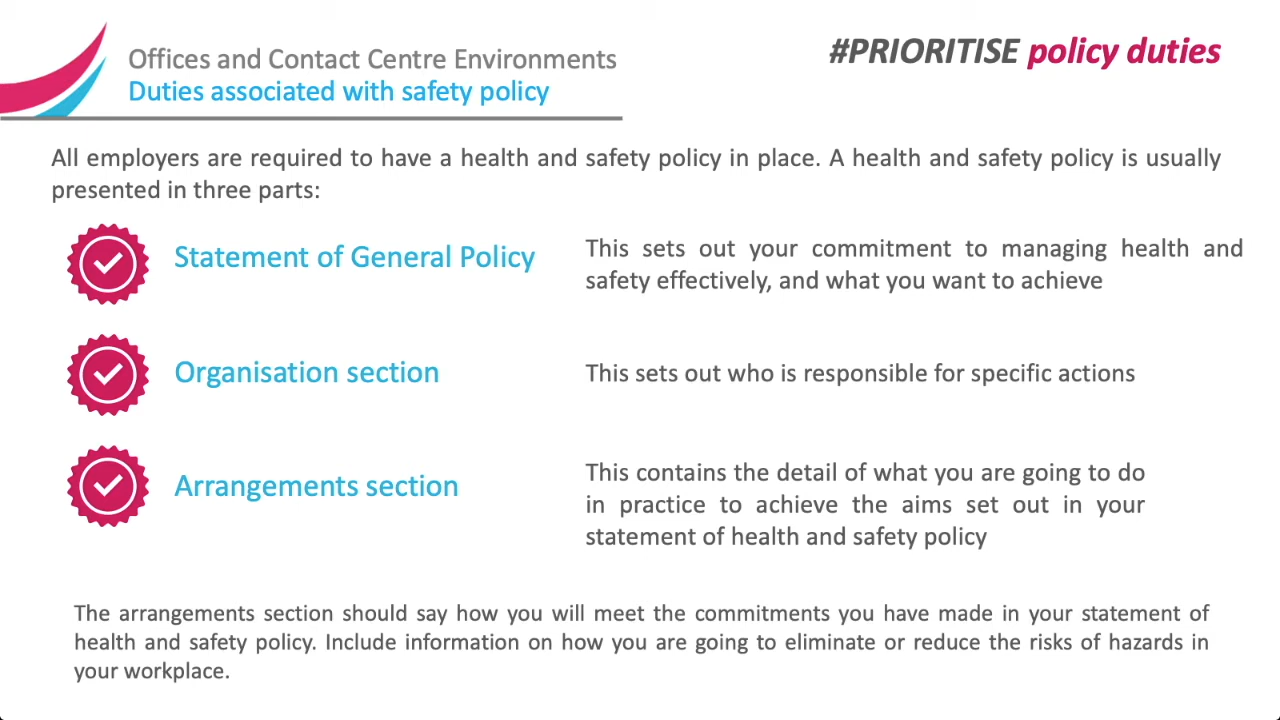 Offices and Contact Centre Environments
Duties associated with safety policy
#PRIORITISE policy duties
All employers are required to have a health and safety policy in place. A health and safety policy is usually
presented in three parts:
Statement of General Policy
This sets out your commitment to managing health and
safety effectively, and what you want to achieve
Organisation section
This sets out who is responsible for specific actions
Arrangements section
This contains the detail of what you are going to do
in practice to achieve the aims set out in your
statement of health and safety policy
The arrangements section should say how you will meet the commitments you have made in your statement of
health and safety policy. Include information on how you are going to eliminate or reduce the risks of hazards in
your workplace.